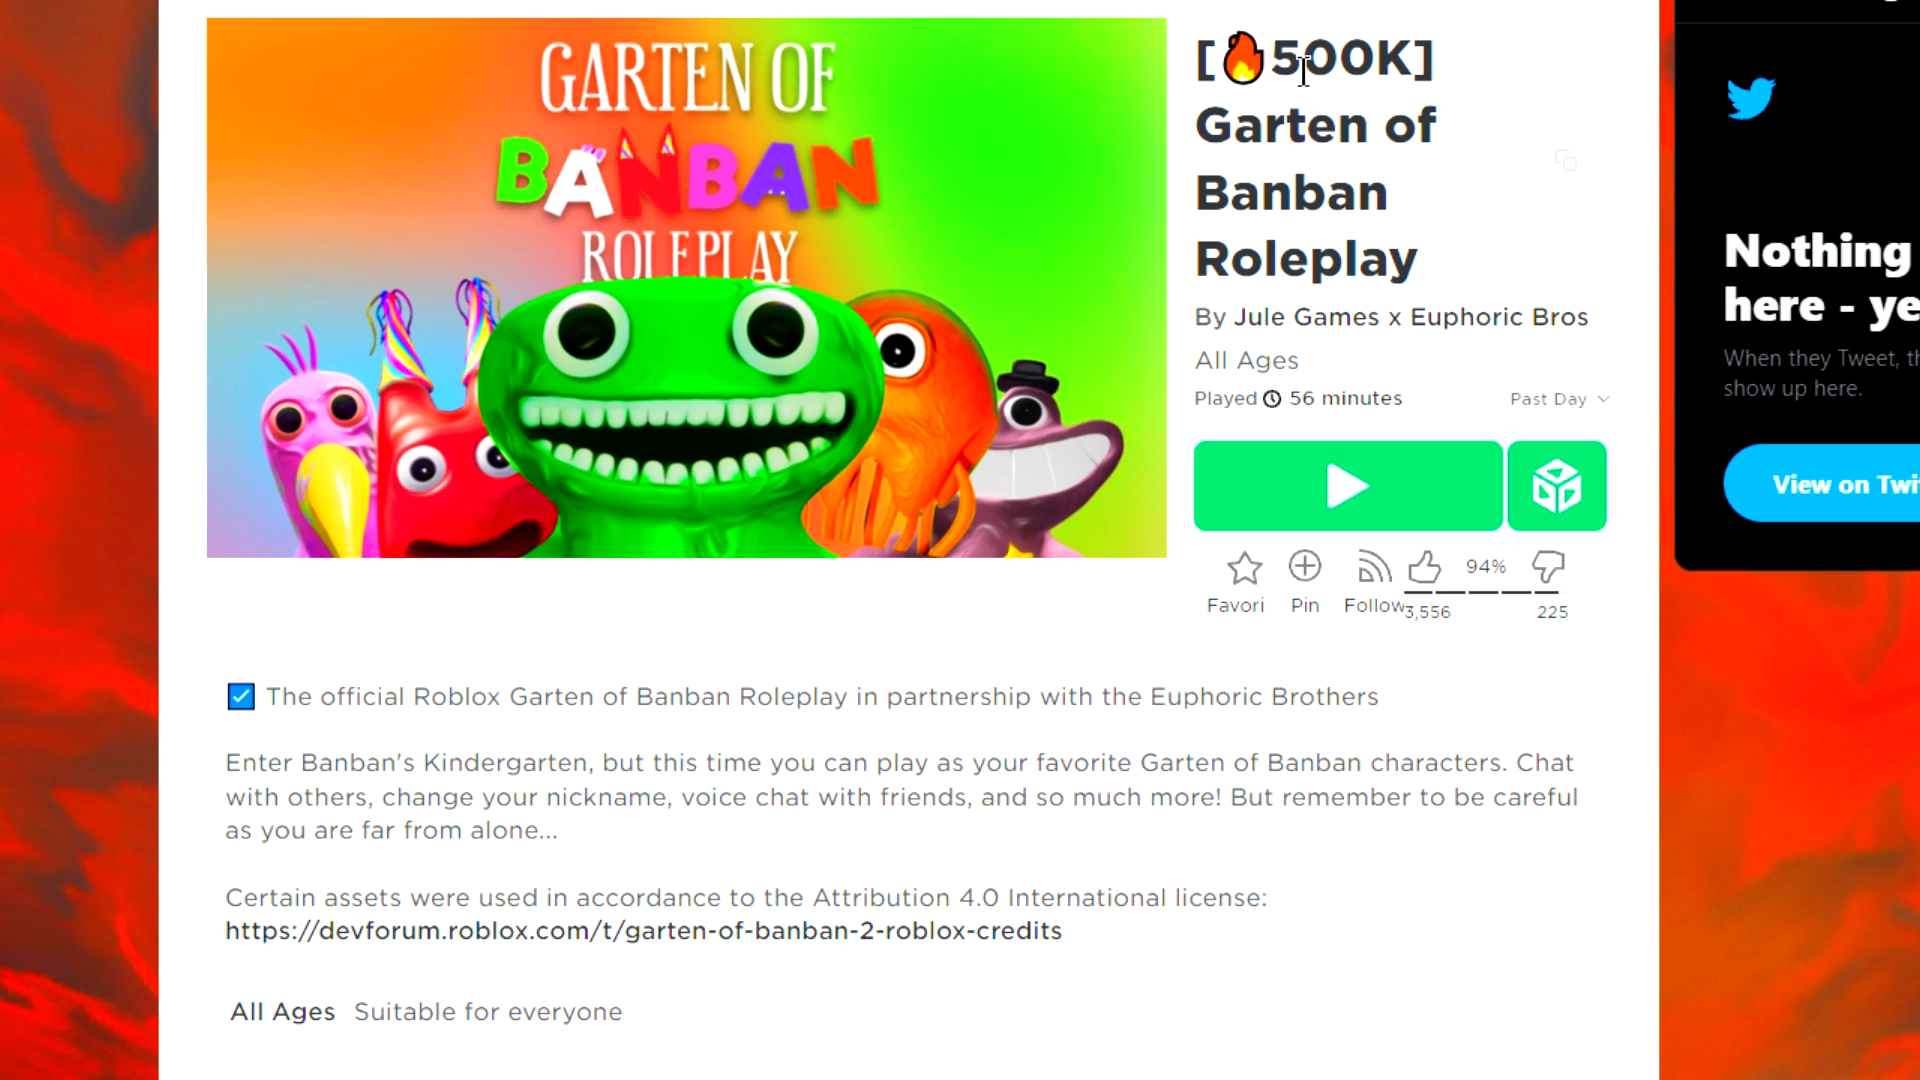 GARTEN OF
BANBAN
ROLEPLAY
[🔥500K]
Garten of
Banban
Roleplay
By Jule Games x Euphoric Bros
All Ages
Played 56 minutes
Past Day
Favori
Pin
Follow
94%
3,556
225
☑ The official Roblox Garten of Banban Roleplay in partnership with the Euphoric Brothers
Enter Banban's Kindergarten, but this time you can play as your favorite Garten of Banban characters. Chat
with others, change your nickname, voice chat with friends, and so much more! But remember to be careful
as you are far from alone...
Certain assets were used in accordance to the Attribution 4.0 International license:
https://devforum.roblox.com/t/garten-of-banban-2-roblox-credits
All Ages Suitable for everyone
Nothing
here - ye
When they Tweet, th
show up here.
View on Twi